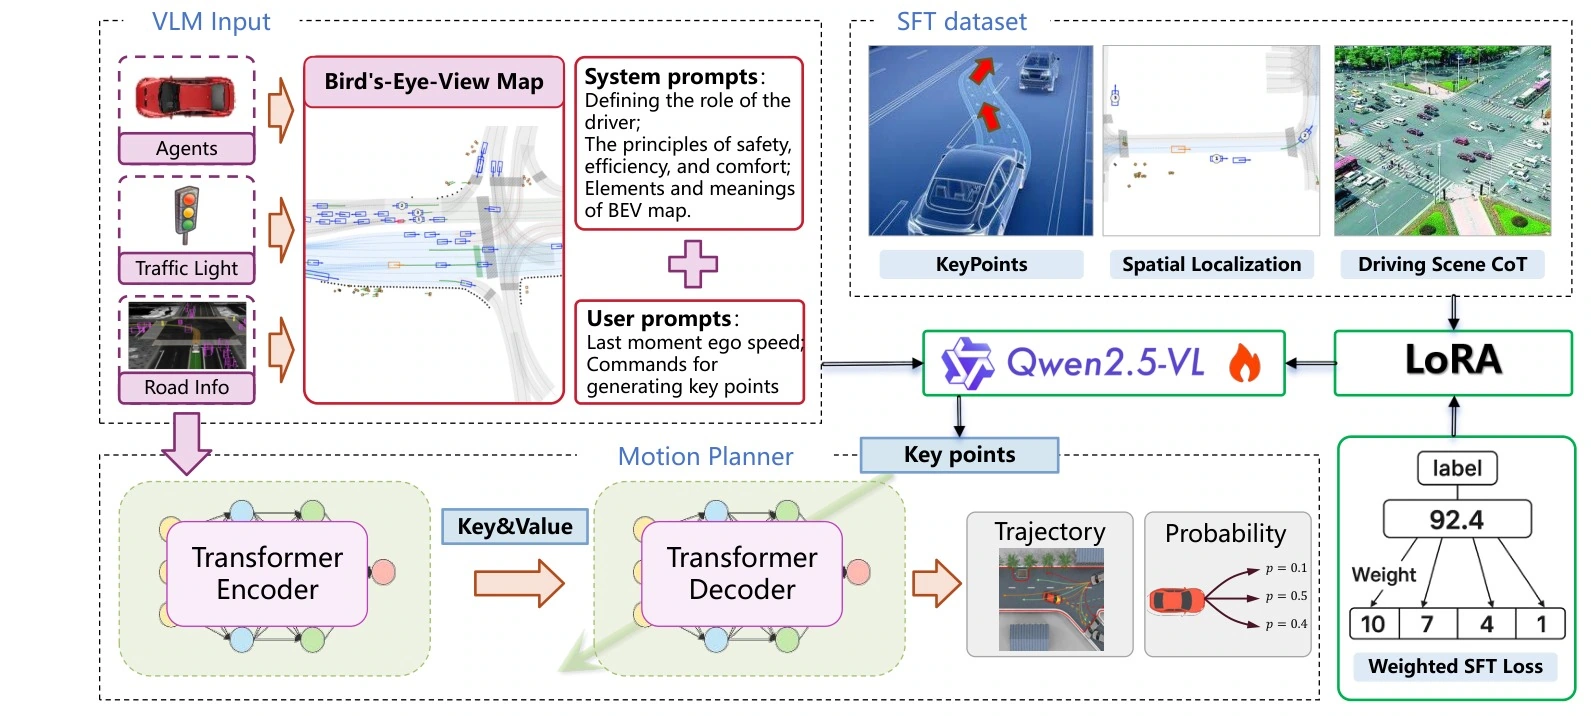 VLM Input
SFT dataset
Agents
Traffic Light
Road Info
Bird's-Eye-View Map
System prompts:
Defining the role of the
driver;
The principles of safety,
efficiency, and comfort;
Elements and meanings
of BEV map.
User prompts:
Last moment ego speed;
Commands for
generating key points
KeyPoints
Spatial Localization
Driving Scene CoT
Qwen2.5-VL
LoRA
Key points
Motion Planner
Transformer
Encoder
Key&Value
Transformer
Decoder
Trajectory
Probability
p = 0.1
p = 0.5
p = 0.4
label
92.4
Weight
10 7 4 1
Weighted SFT Loss